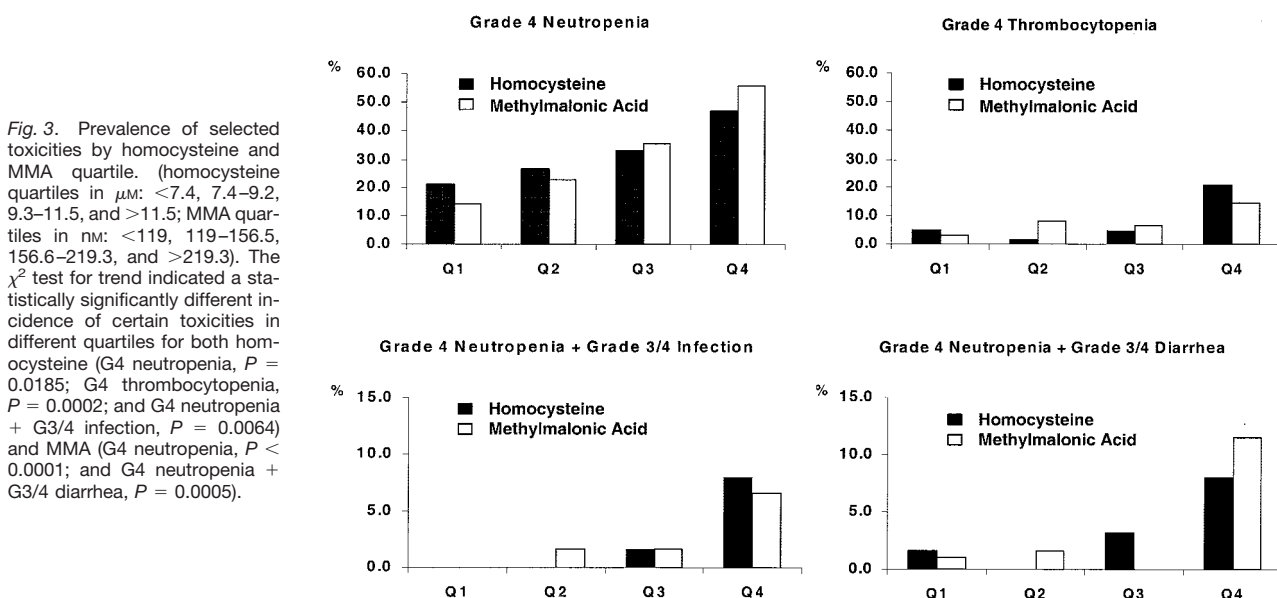 Fig. 3. Prevalence of selected
toxicities by homocysteine and
MMA quartile. (homocysteine
quartiles in μM: <7.4, 7.4–9.2,
9.3–11.5, and >11.5; MMA quar-
tiles in nM: <119, 119–156.5,
156.6–219.3, and >219.3). The
χ² test for trend indicated a sta-
tistically significantly different in-
cidence of certain toxicities in
different quartiles for both hom-
ocysteine (G4 neutropenia, P =
0.0185; G4 thrombocytopenia,
P = 0.0002; and G4 neutropenia
+ G3/4 infection, P = 0.0064)
and MMA (G4 neutropenia, P <
0.0001; and G4 neutropenia +
G3/4 diarrhea, P = 0.0005).
Grade 4 Neutropenia
%
60.0
50.0
40.0
30.0
20.0
10.0
0.0
Homocysteine
Methylmalonic Acid
Q1 Q2 Q3 Q4
Grade 4 Thrombocytopenia
%
60.0
50.0
40.0
30.0
20.0
10.0
0.0
Homocysteine
Methylmalonic Acid
Q1 Q2 Q3 Q4
Grade 4 Neutropenia + Grade 3/4 Infection
%
15.0
10.0
5.0
0.0
Homocysteine
Methylmalonic Acid
Q1 Q2 Q3 Q4
Grade 4 Neutropenia + Grade 3/4 Diarrhea
%
15.0
10.0
5.0
0.0
Homocysteine
Methylmalonic Acid
Q1 Q2 Q3 Q4